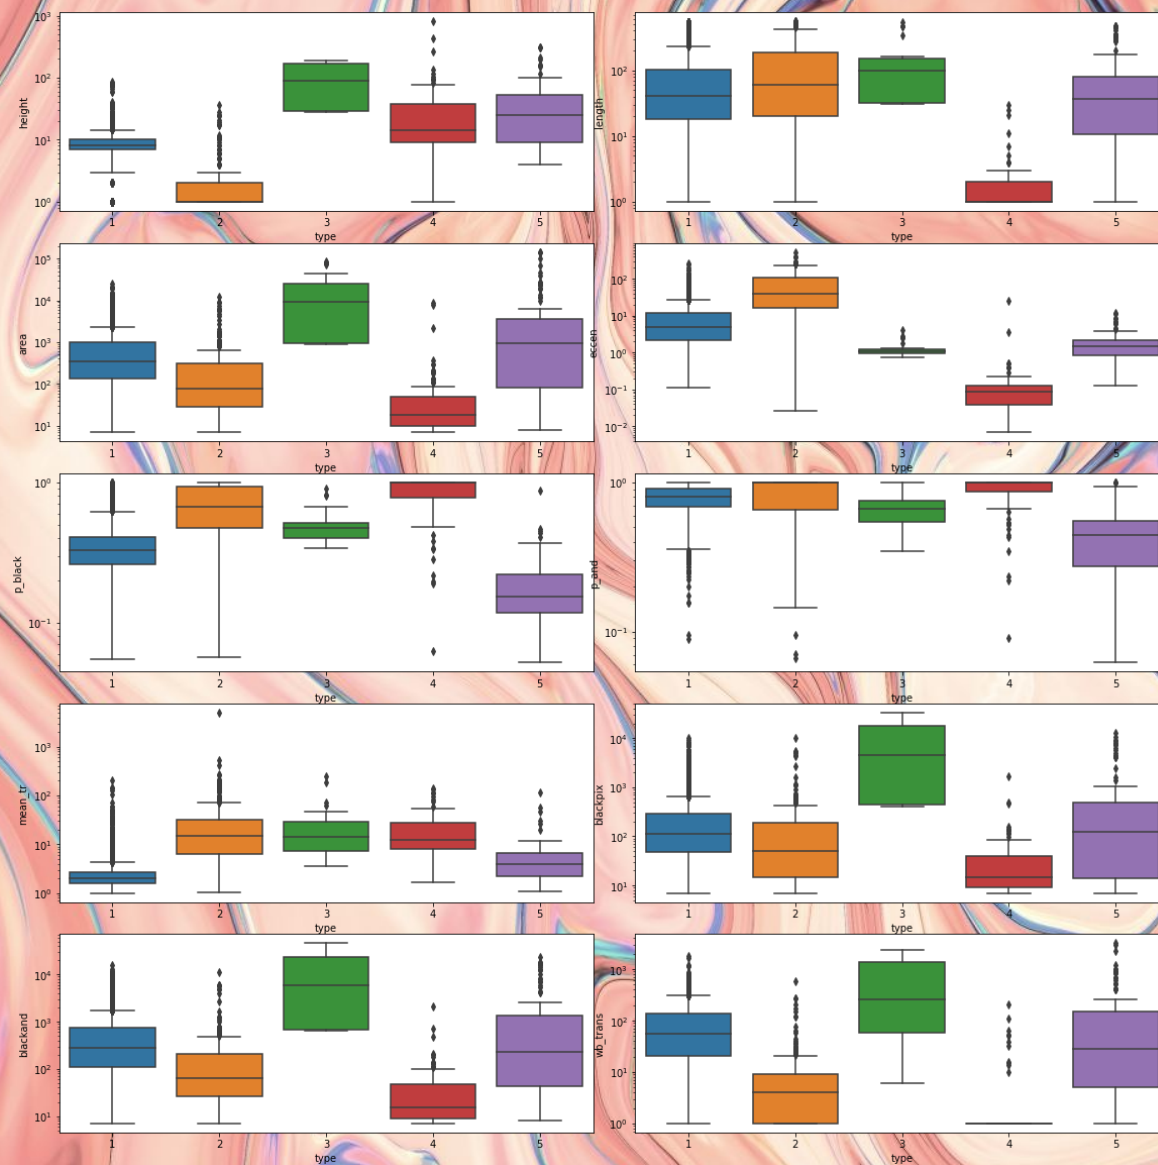 height
10³
10²
10¹
10⁰
1 2 3 4 5
type
length
10²
10¹
10⁰
1 2 3 4 5
type
area
10⁵
10⁴
10³
10²
10¹
1 2 3 4 5
type
eccen
10²
10¹
10⁰
10⁻¹
10⁻²
1 2 3 4 5
type
p_black
10⁰
10⁻¹
1 2 3 4 5
type
p_and
10⁰
10⁻¹
1 2 3 4 5
type
mean_tr
10³
10²
10¹
10⁰
1 2 3 4 5
type
blackpix
10⁴
10³
10²
10¹
1 2 3 4 5
type
blackand
10⁴
10³
10²
10¹
1 2 3 4 5
type
wb_trans
10³
10²
10¹
10⁰
1 2 3 4 5
type